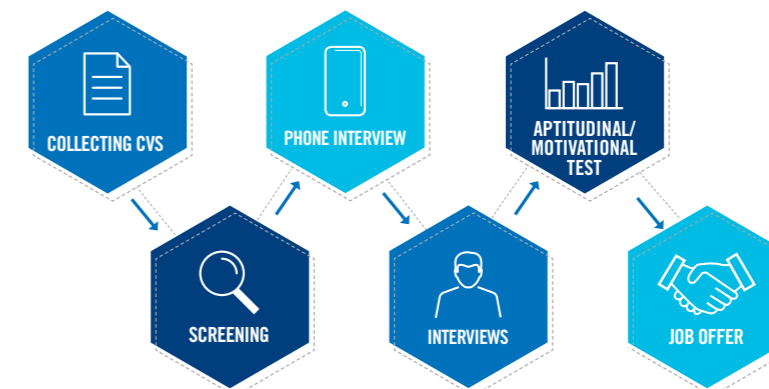 COLLECTING CVS
SCREENING
PHONE INTERVIEW
INTERVIEWS
APTITUDINAL/
MOTIVATIONAL
TEST
JOB OFFER